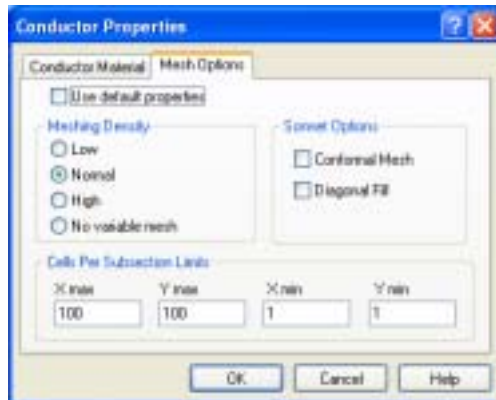 Conductor Properties
Conductor Material Mesh Options
Use default properties
Meshing Density
Low
Normal
High
No variable mesh
Sonnet Options
Conformal Mesh
Diagonal Fill
Cells Per Subsection Limits
X max Y max X min Y min
100 100 1 1
OK Cancel Help